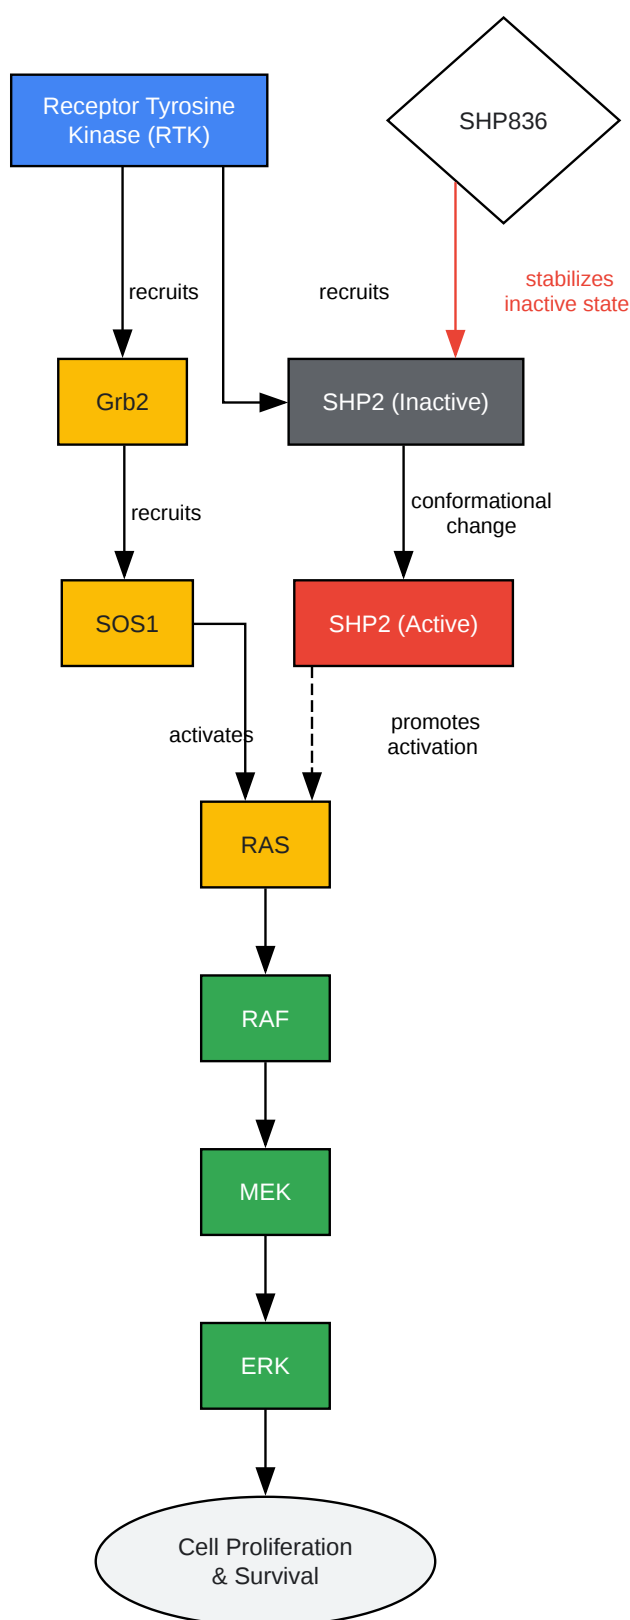 Receptor Tyrosine
Kinase (RTK)
SHP836
recruits
recruits
stabilizes
inactive state
Grb2
SHP2 (Inactive)
recruits
conformational
change
SOS1
SHP2 (Active)
activates
promotes
activation
RAS
RAF
MEK
ERK
Cell Proliferation
& Survival